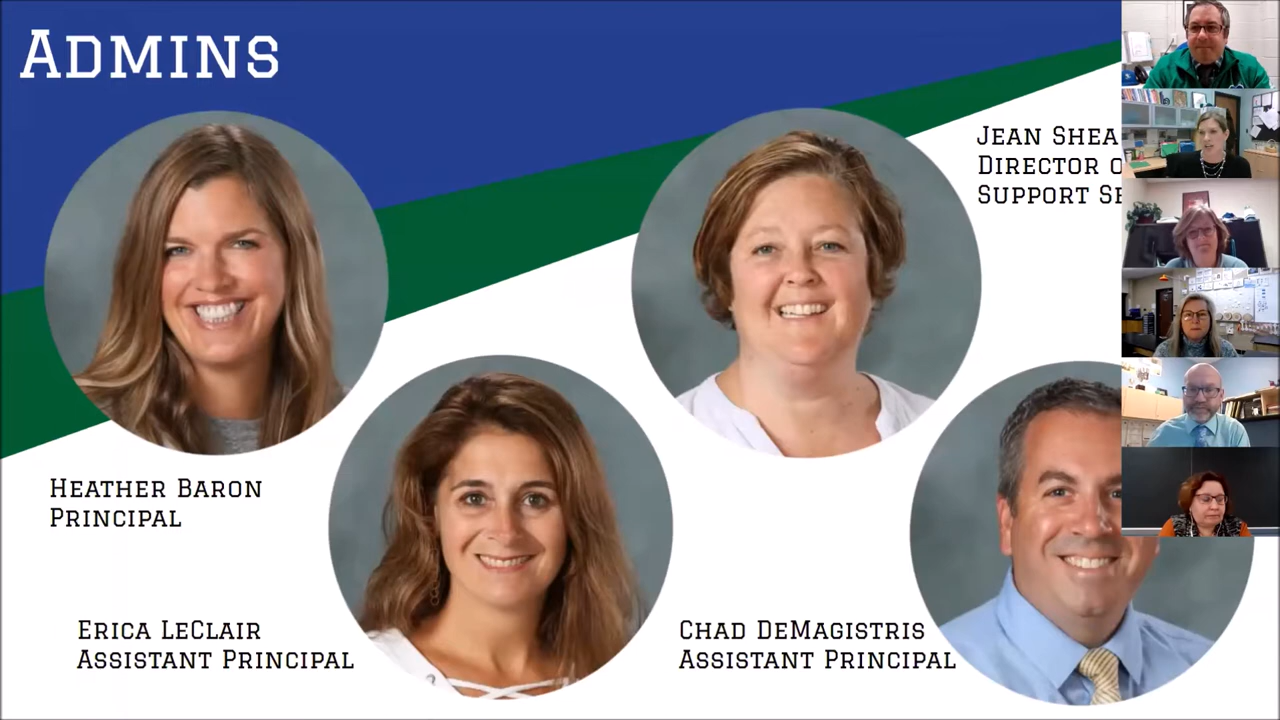 Admins
Jean Shea
Director o
Support Se
Heather Baron
Principal
Erica LeClair
Assistant Principal
Chad DeMagistris
Assistant Principal